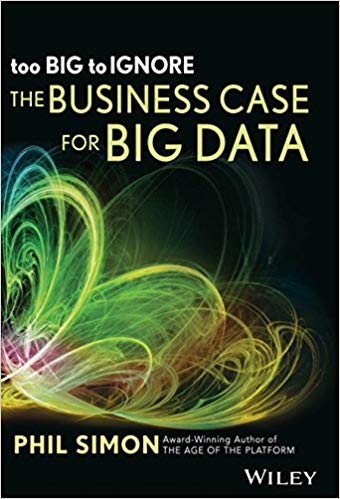 too BIG to IGNORE
THE BUSINESS CASE
FOR BIG DATA
PHIL SIMON
Award-Winning Author of
THE AGE OF THE PLATFORM
WILEY